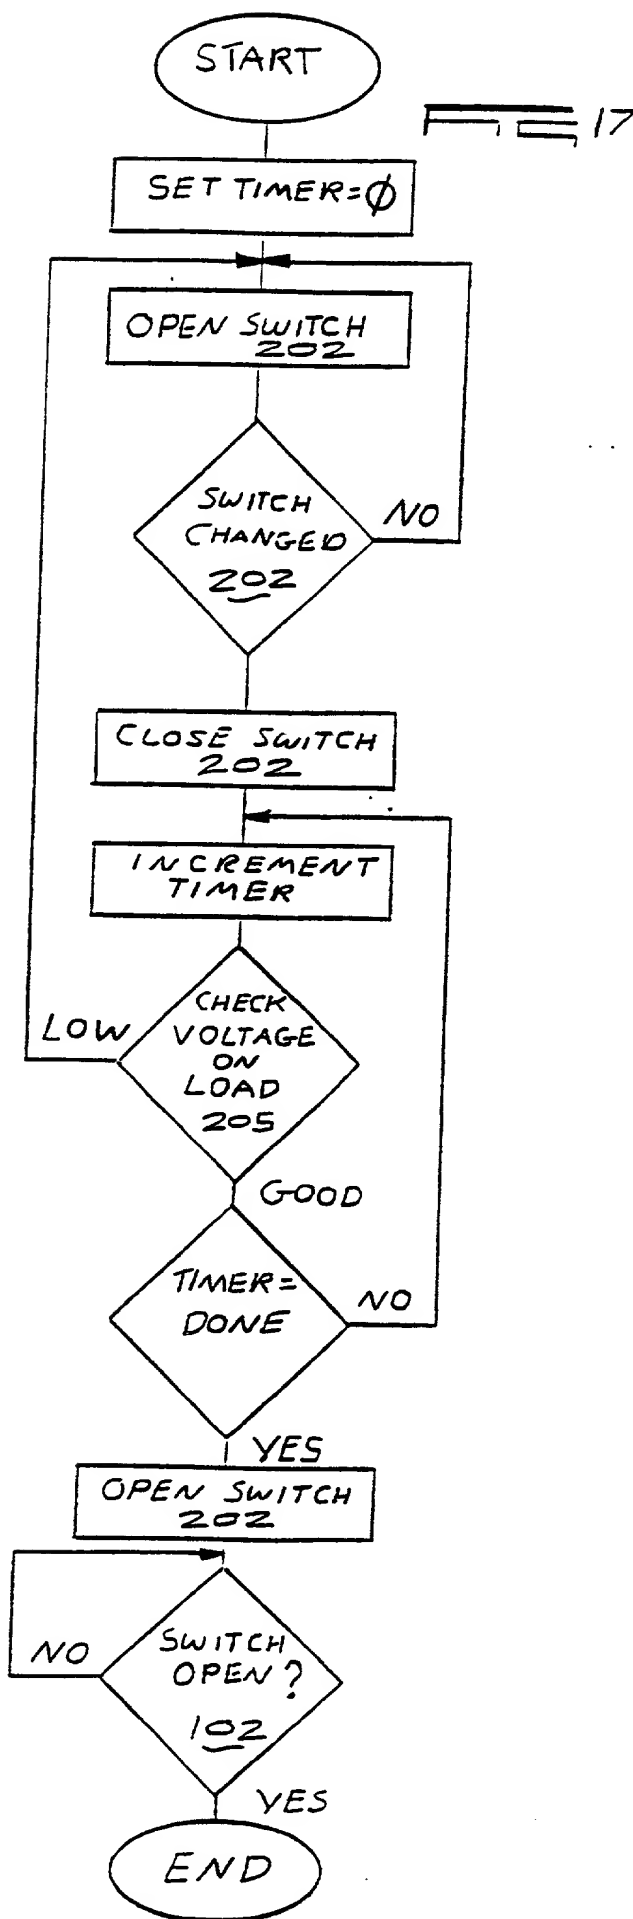 START
FIG 17
SET TIMER=Ø
OPEN SWITCH
202
SWITCH
CHANGED
202
NO
CLOSE SWITCH
202
INCREMENT
TIMER
CHECK
VOLTAGE
ON
LOAD
205
LOW
GOOD
TIMER=
DONE
NO
YES
OPEN SWITCH
202
SWITCH
OPEN?
102
NO
YES
END